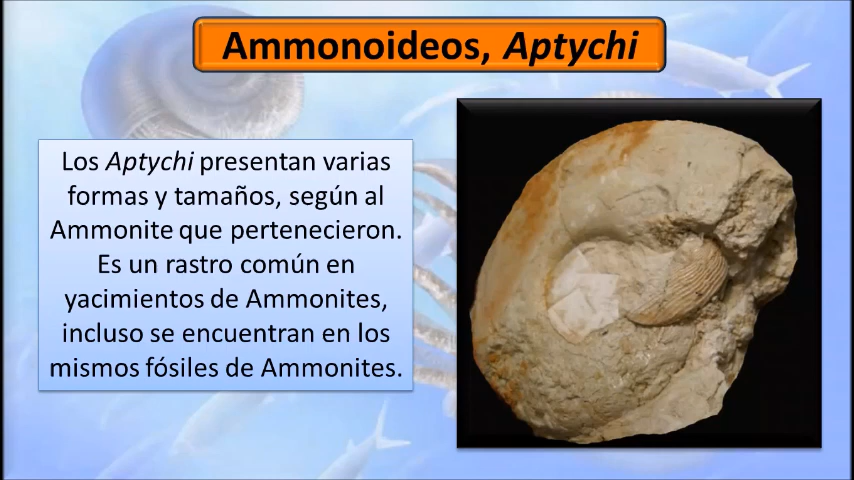 Ammonoideos, Aptychi
Los Aptychi presentan varias
formas y tamaños, según al
Ammonite que pertenecieron.
Es un rastro común en
yacimientos de Ammonites,
incluso se encuentran en los
mismos fósiles de Ammonites.